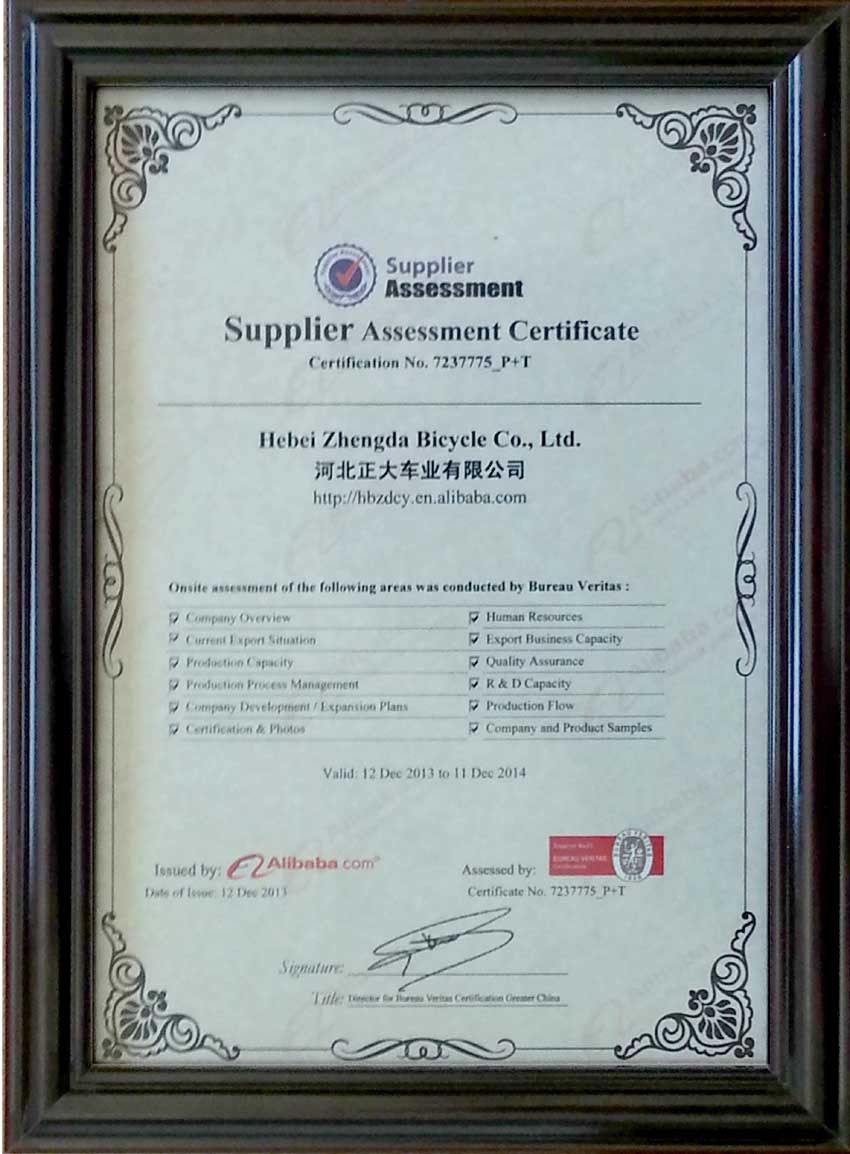 Supplier
Assessment
Supplier Assessment Certificate
Certification No. 7237775_P+T
Hebei Zhengda Bicycle Co., Ltd.
河北正大车业有限公司
http://hbzdcy.en.alibaba.com
Onsite assessment of the following areas was conducted by Bureau Veritas :
Company Overview
Human Resources
Current Export Situation
Export Business Capacity
Production Capacity
Quality Assurance
Production Process Management
R & D Capacity
Company Development / Expansion Plans
Production Flow
Certification & Photos
Company and Product Samples
Valid: 12 Dec 2013 to 11 Dec 2014
Issued by: Alibaba.com®
Date of Issue: 12 Dec 2013
Assessed by:
BUREAU VERITAS
Certification
Certificate No. 7237775_P+T
Signature:
Title: Director for Bureau Veritas Certification Greater China